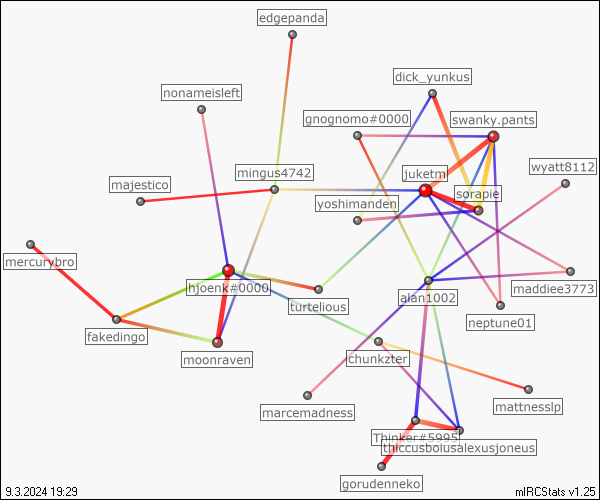 edgepanda
dick_yunkus
nonameisleft
gnognomo#0000
swanky.pants
wyatt8112
mingus4742
juketm
majestico
sorapie
yoshimanden
mercurybro
hjoenk#0000
maddiee3773
alan1002
turtelious
neptune01
fakedingo
moonraven
chunkzter
marcemadness
mattnesslp
Thinker#5995
thiccusboiusalexusjoneus
gorudenneko
9.3.2024 19:29
mIRCStats v1.25